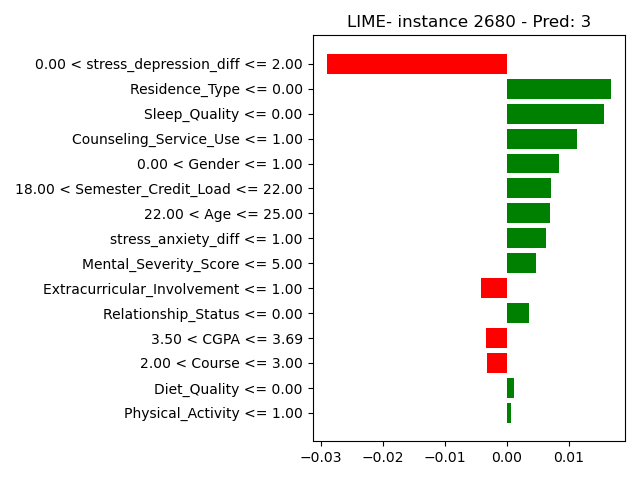 LIME- instance 2680 - Pred: 3
0.00 < stress_depression_diff <= 2.00
Residence_Type <= 0.00
Sleep_Quality <= 0.00
Counseling_Service_Use <= 1.00
0.00 < Gender <= 1.00
18.00 < Semester_Credit_Load <= 22.00
22.00 < Age <= 25.00
stress_anxiety_diff <= 1.00
Mental_Severity_Score <= 5.00
Extracurricular_Involvement <= 1.00
Relationship_Status <= 0.00
3.50 < CGPA <= 3.69
2.00 < Course <= 3.00
Diet_Quality <= 0.00
Physical_Activity <= 1.00
−0.03 −0.02 −0.01 0.00 0.01